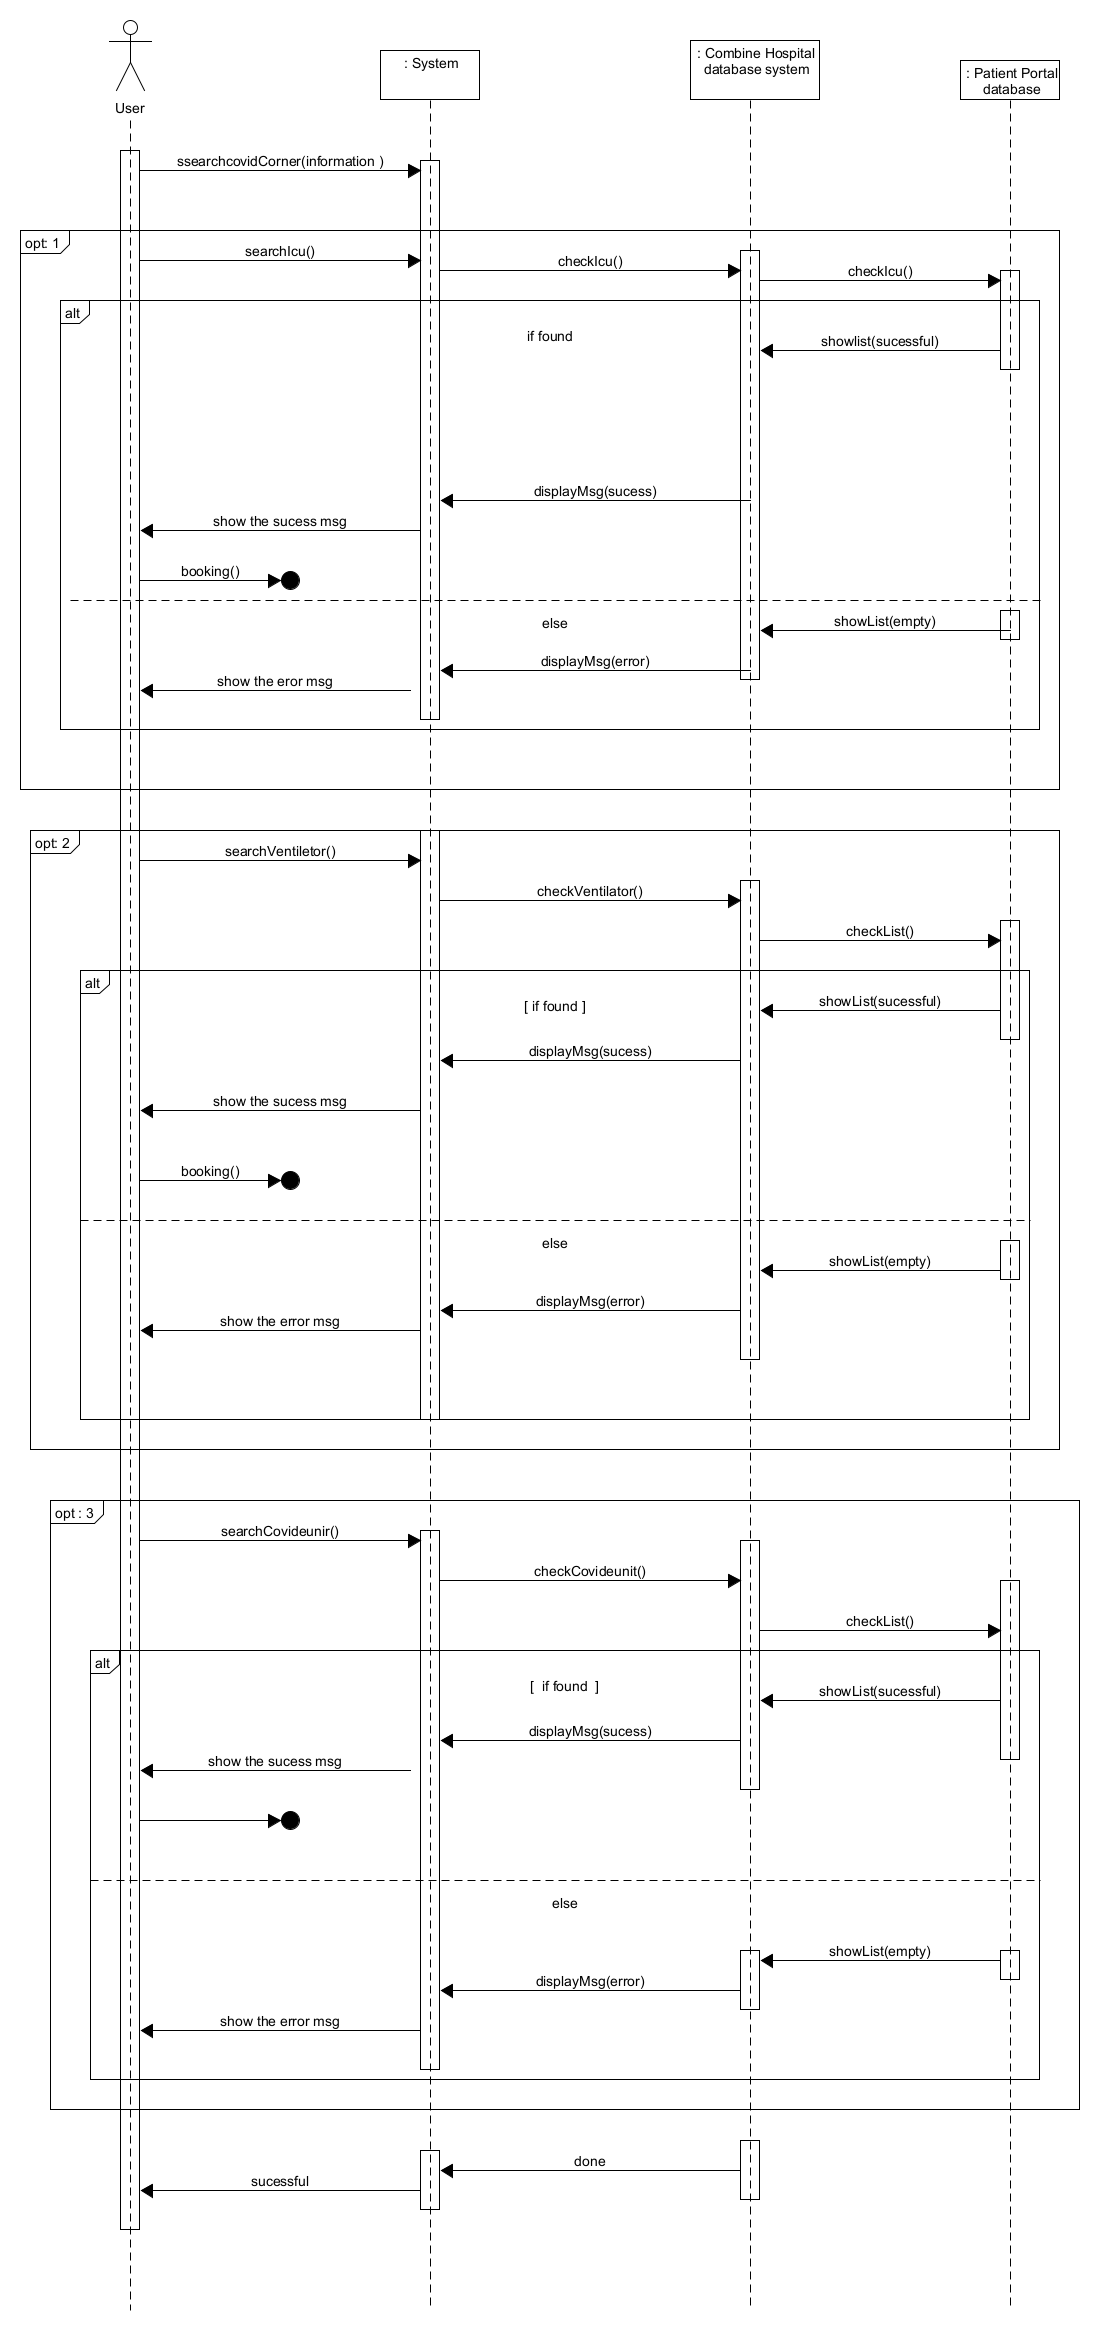 User
: System
: Combine Hospital
database system
: Patient Portal
database
ssearchcovidCorner(information )
opt: 1
searchIcu()
checkIcu()
checkIcu()
alt
if found
showlist(sucessful)
displayMsg(sucess)
show the sucess msg
booking()
else
showList(empty)
displayMsg(error)
show the eror msg
opt: 2
searchVentiletor()
checkVentilator()
checkList()
alt
[ if found ]
showList(sucessful)
displayMsg(sucess)
show the sucess msg
booking()
else
showList(empty)
displayMsg(error)
show the error msg
opt : 3
searchCovideunir()
checkCovideunit()
checkList()
alt
[  if found  ]
showList(sucessful)
displayMsg(sucess)
show the sucess msg
else
showList(empty)
displayMsg(error)
show the error msg
done
sucessful